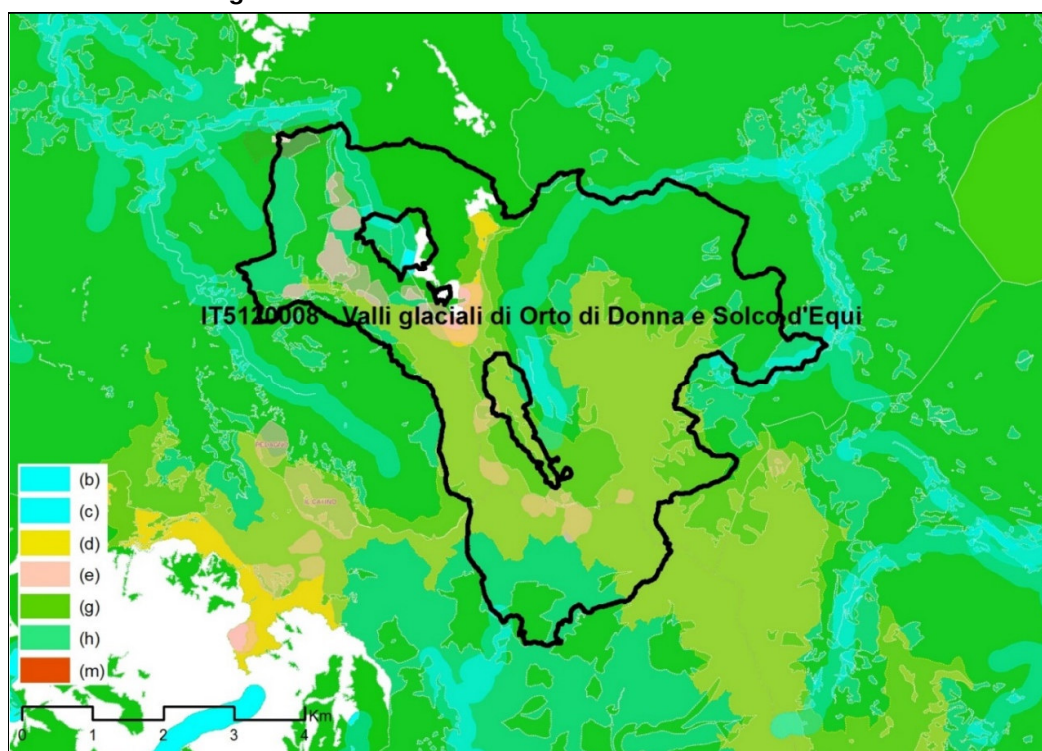 IT5120008 - Valli glaciali di Orto di Donna e Solco d'Equi
(b)
(c)
(d)
(e)
(g)
(h)
(m)
Km
0 1 2 3 4